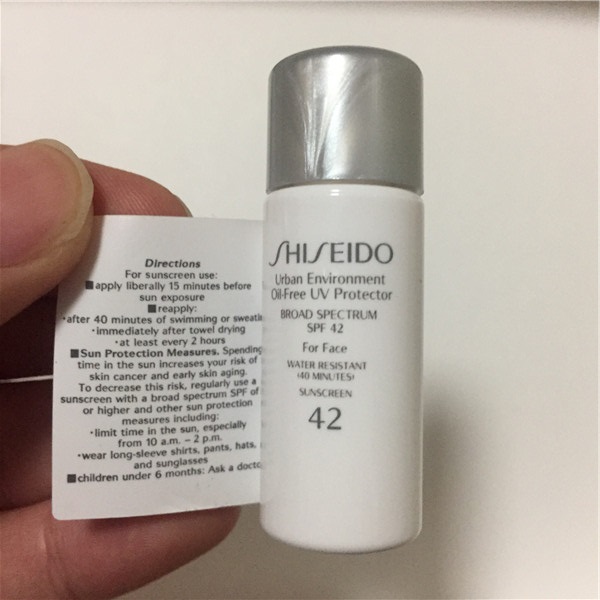 Directions
For sunscreen use:
■apply liberally 15 minutes before
sun exposure
■reapply:
•after 40 minutes of swimming or
•immediately after towel drying
•at least every 2 hours
■Sun Protection Measures. Spending
time in the sun increases your risk of
skin cancer and early skin aging.
To decrease this risk, regularly use a
sunscreen with a broad spectrum SPF of
or higher and other sun protection
measures including:
•limit time in the sun, especially
from 10 a.m. – 2 p.m.
•wear long-sleeve shirts, pants, hats,
and sunglasses
■children under 6 months: Ask a
SHISEIDO
Urban Environment
Oil-Free UV Protector
BROAD SPECTRUM
SPF 42
For Face
WATER RESISTANT
(40 MINUTES)
SUNSCREEN
42